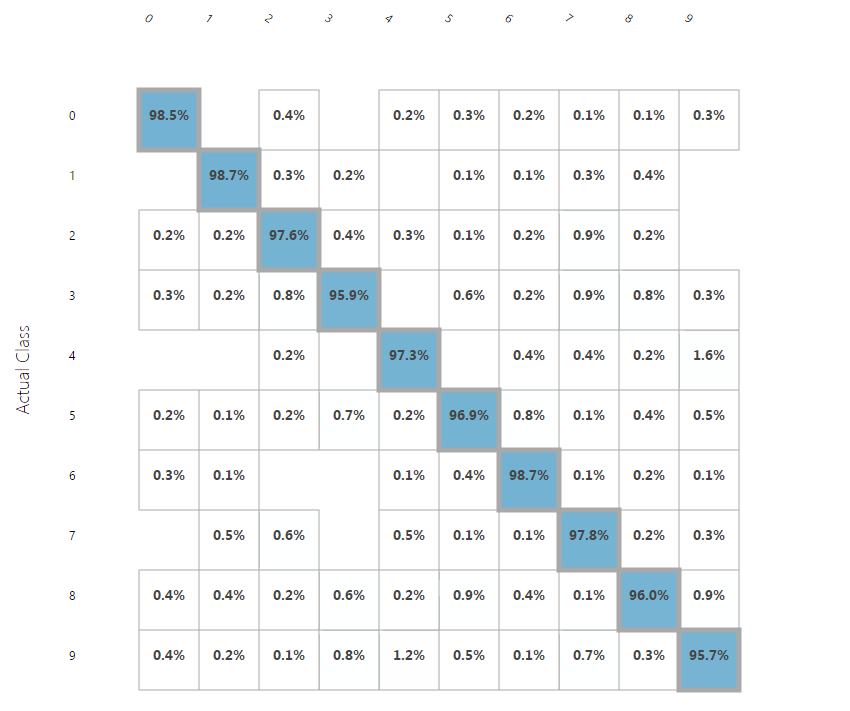 0 1 2 3 4 5 6 7 8 9
0 98.5% 0.4% 0.2% 0.3% 0.2% 0.1% 0.1% 0.3%
1 98.7% 0.3% 0.2% 0.1% 0.1% 0.3% 0.4%
2 0.2% 0.2% 97.6% 0.4% 0.3% 0.1% 0.2% 0.9% 0.2%
3 0.3% 0.2% 0.8% 95.9% 0.6% 0.2% 0.9% 0.8% 0.3%
Actual Class
4 0.2% 97.3% 0.4% 0.4% 0.2% 1.6%
5 0.2% 0.1% 0.2% 0.7% 0.2% 96.9% 0.8% 0.1% 0.4% 0.5%
6 0.3% 0.1% 0.1% 0.4% 98.7% 0.1% 0.2% 0.1%
7 0.5% 0.6% 0.5% 0.1% 0.1% 97.8% 0.2% 0.3%
8 0.4% 0.4% 0.2% 0.6% 0.2% 0.9% 0.4% 0.1% 96.0% 0.9%
9 0.4% 0.2% 0.1% 0.8% 1.2% 0.5% 0.1% 0.7% 0.3% 95.7%